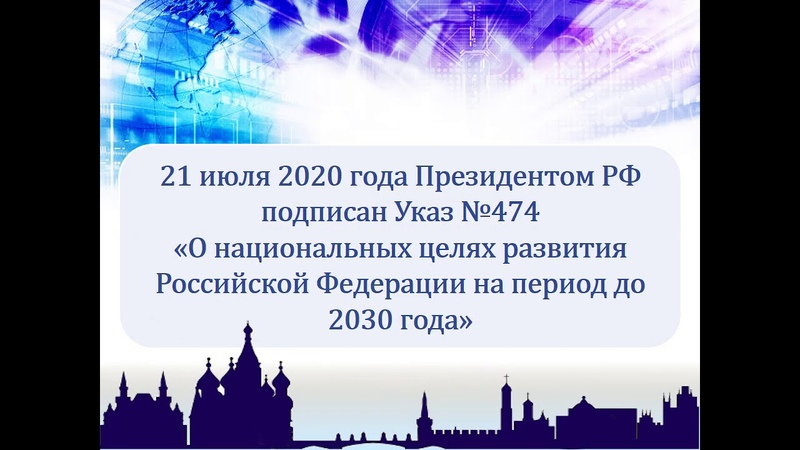 21 июля 2020 года Президентом РФ
подписан Указ №474
«О национальных целях развития
Российской Федерации на период до
2030 года»